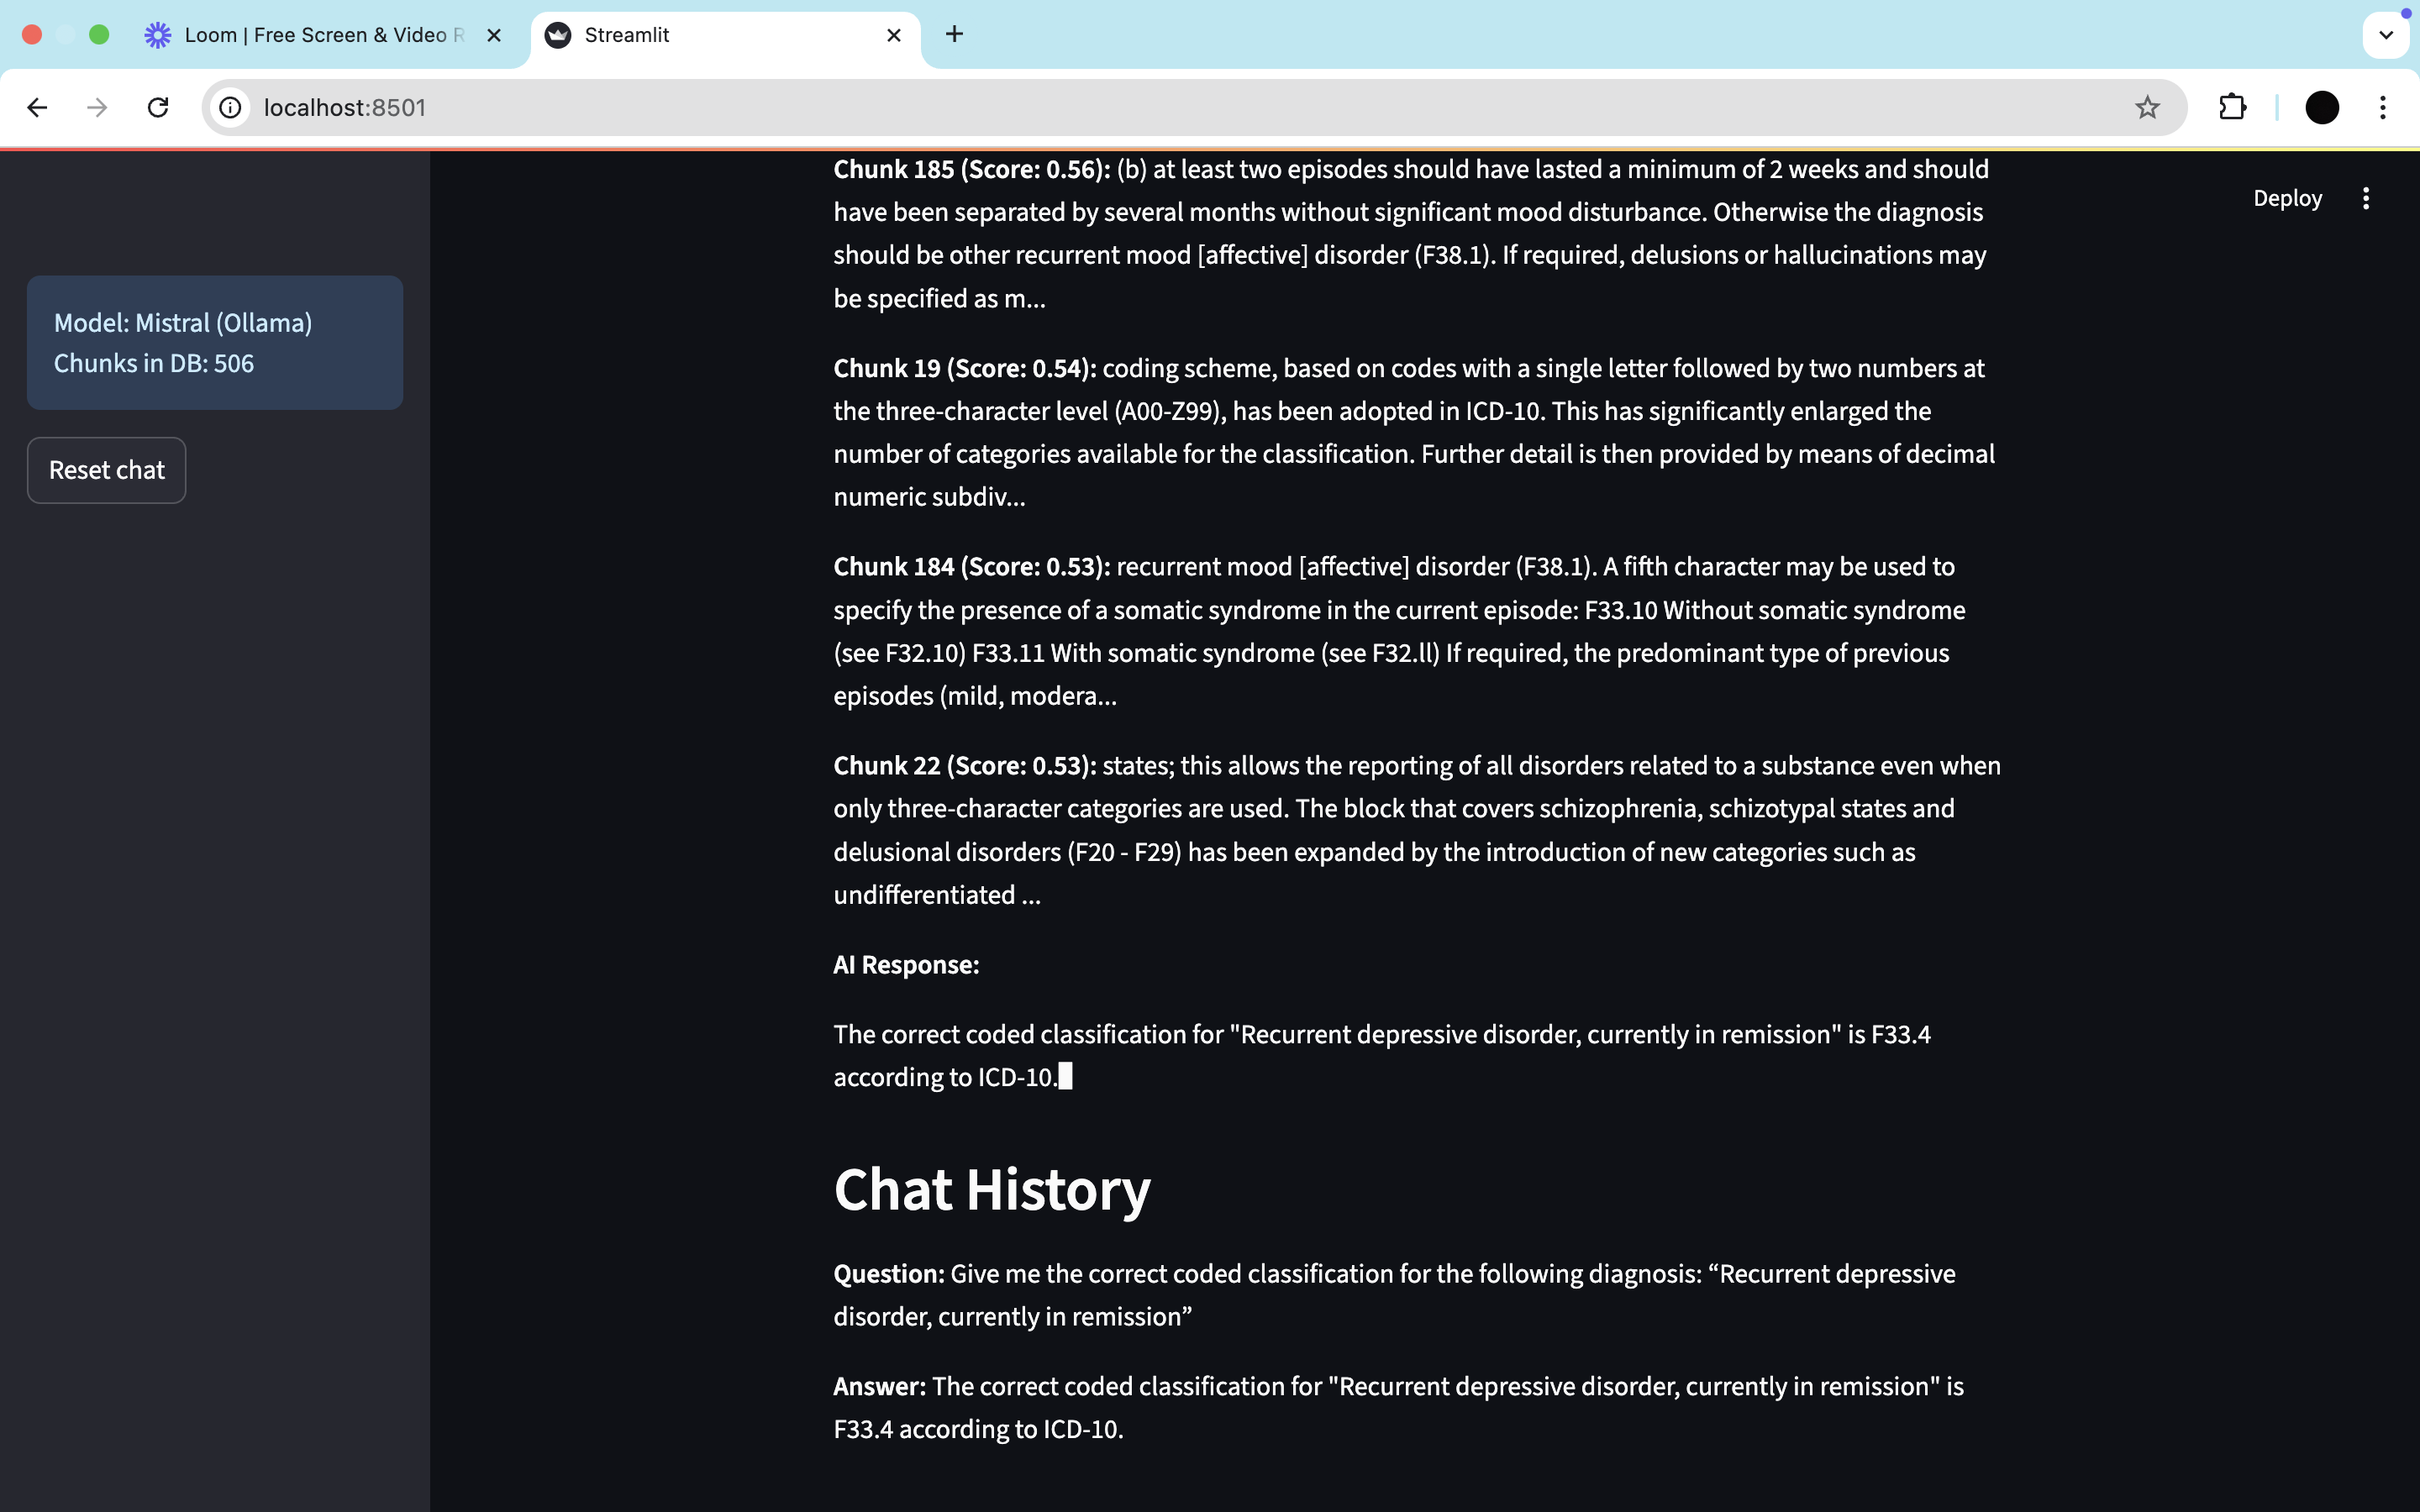 Loom | Free Screen & Video R
Streamlit
localhost:8501
Deploy
Model: Mistral (Ollama)
Chunks in DB: 506
Reset chat
Chunk 185 (Score: 0.56): (b) at least two episodes should have lasted a minimum of 2 weeks and should
have been separated by several months without significant mood disturbance. Otherwise the diagnosis
should be other recurrent mood [affective] disorder (F38.1). If required, delusions or hallucinations may
be specified as m...
Chunk 19 (Score: 0.54): coding scheme, based on codes with a single letter followed by two numbers at
the three-character level (A00-Z99), has been adopted in ICD-10. This has significantly enlarged the
number of categories available for the classification. Further detail is then provided by means of decimal
numeric subdiv...
Chunk 184 (Score: 0.53): recurrent mood [affective] disorder (F38.1). A fifth character may be used to
specify the presence of a somatic syndrome in the current episode: F33.10 Without somatic syndrome
(see F32.10) F33.11 With somatic syndrome (see F32.ll) If required, the predominant type of previous
episodes (mild, modera...
Chunk 22 (Score: 0.53): states; this allows the reporting of all disorders related to a substance even when
only three-character categories are used. The block that covers schizophrenia, schizotypal states and
delusional disorders (F20 - F29) has been expanded by the introduction of new categories such as
undifferentiated ...
AI Response:
The correct coded classification for "Recurrent depressive disorder, currently in remission" is F33.4
according to ICD-10.
Chat History
Question: Give me the correct coded classification for the following diagnosis: “Recurrent depressive
disorder, currently in remission”
Answer: The correct coded classification for "Recurrent depressive disorder, currently in remission" is
F33.4 according to ICD-10.